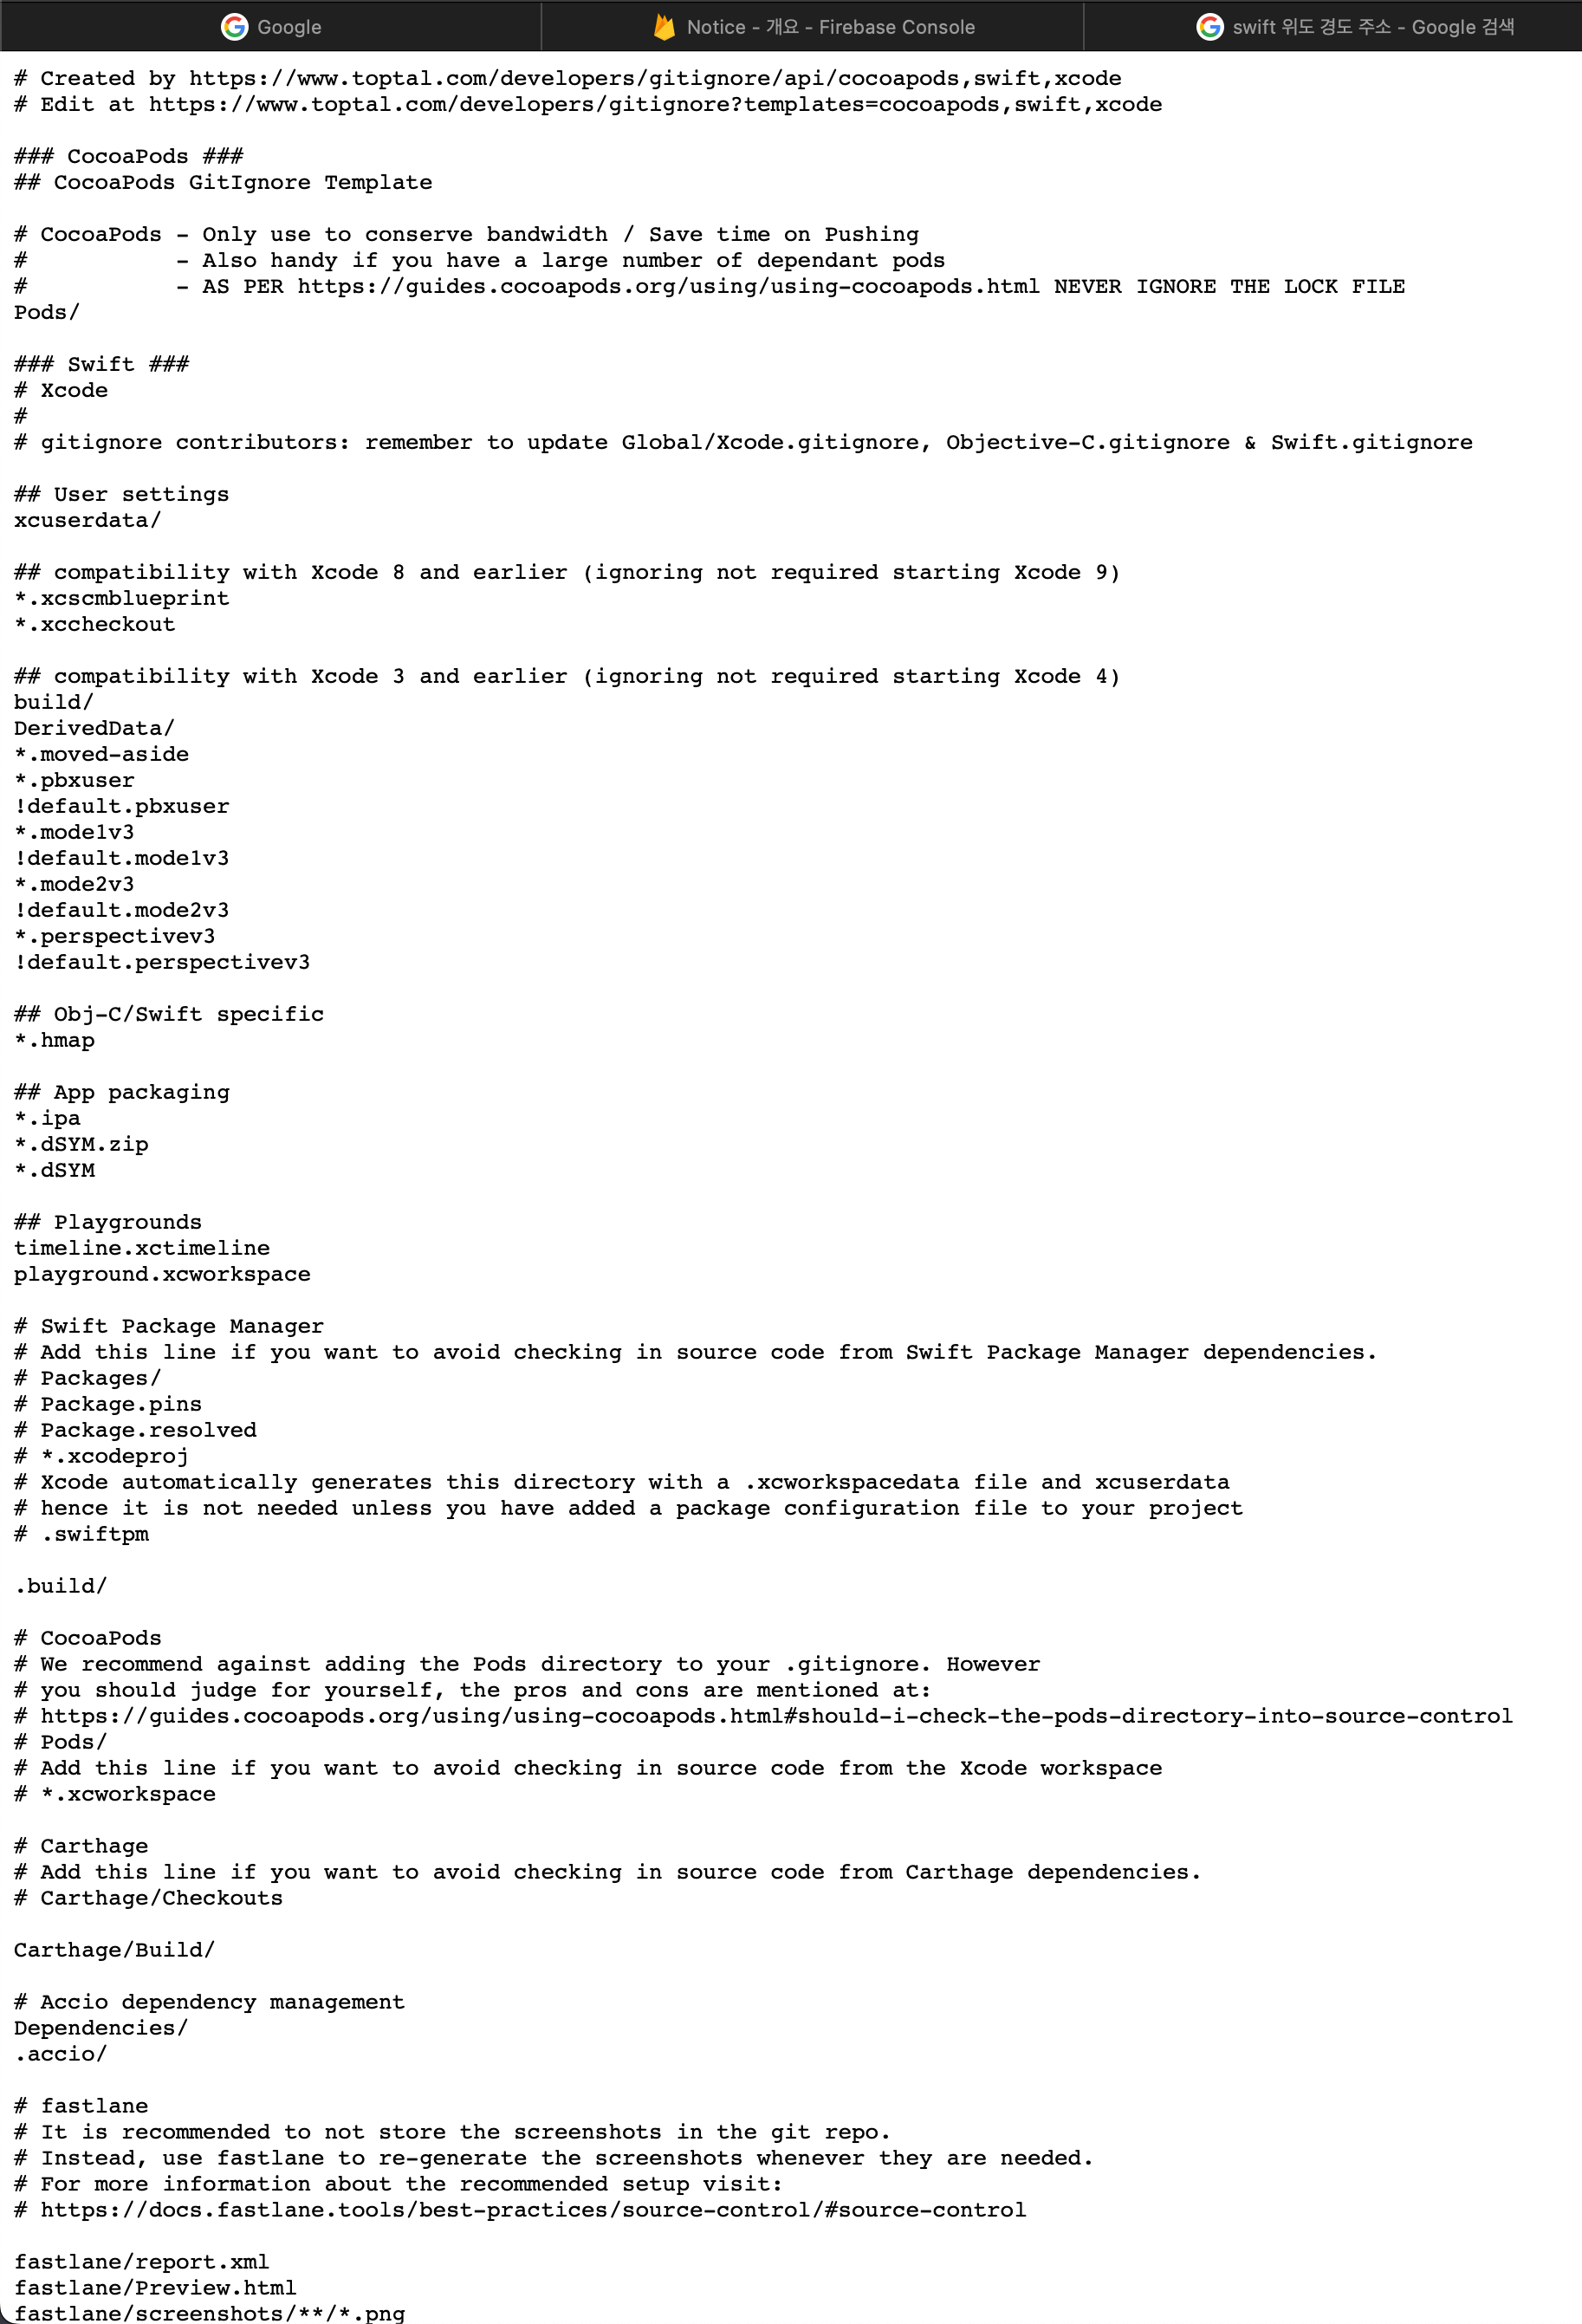 Google
Notice - 개요 - Firebase Console
swift 위도 경도 주소 - Google 검색
# Created by https://www.toptal.com/developers/gitignore/api/cocoapods,swift,xcode
# Edit at https://www.toptal.com/developers/gitignore?templates=cocoapods,swift,xcode

### CocoaPods ###
## CocoaPods GitIgnore Template

# CocoaPods - Only use to conserve bandwidth / Save time on Pushing
#           - Also handy if you have a large number of dependant pods
#           - AS PER https://guides.cocoapods.org/using/using-cocoapods.html NEVER IGNORE THE LOCK FILE
Pods/

### Swift ###
# Xcode
#
# gitignore contributors: remember to update Global/Xcode.gitignore, Objective-C.gitignore & Swift.gitignore

## User settings
xcuserdata/

## compatibility with Xcode 8 and earlier (ignoring not required starting Xcode 9)
*.xcscmblueprint
*.xccheckout

## compatibility with Xcode 3 and earlier (ignoring not required starting Xcode 4)
build/
DerivedData/
*.moved-aside
*.pbxuser
!default.pbxuser
*.mode1v3
!default.mode1v3
*.mode2v3
!default.mode2v3
*.perspectivev3
!default.perspectivev3

## Obj-C/Swift specific
*.hmap

## App packaging
*.ipa
*.dSYM.zip
*.dSYM

## Playgrounds
timeline.xctimeline
playground.xcworkspace

# Swift Package Manager
# Add this line if you want to avoid checking in source code from Swift Package Manager dependencies.
# Packages/
# Package.pins
# Package.resolved
# *.xcodeproj
# Xcode automatically generates this directory with a .xcworkspacedata file and xcuserdata
# hence it is not needed unless you have added a package configuration file to your project
# .swiftpm

.build/

# CocoaPods
# We recommend against adding the Pods directory to your .gitignore. However
# you should judge for yourself, the pros and cons are mentioned at:
# https://guides.cocoapods.org/using/using-cocoapods.html#should-i-check-the-pods-directory-into-source-control
# Pods/
# Add this line if you want to avoid checking in source code from the Xcode workspace
# *.xcworkspace

# Carthage
# Add this line if you want to avoid checking in source code from Carthage dependencies.
# Carthage/Checkouts

Carthage/Build/

# Accio dependency management
Dependencies/
.accio/

# fastlane
# It is recommended to not store the screenshots in the git repo.
# Instead, use fastlane to re-generate the screenshots whenever they are needed.
# For more information about the recommended setup visit:
# https://docs.fastlane.tools/best-practices/source-control/#source-control

fastlane/report.xml
fastlane/Preview.html
fastlane/screenshots/**/*.png